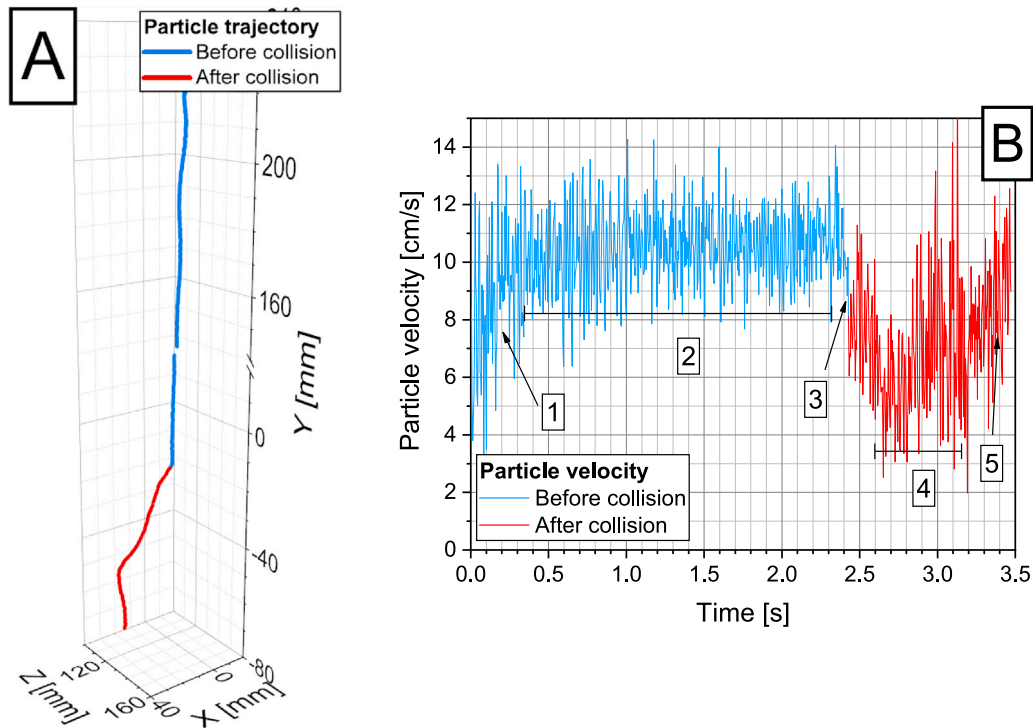 A
Particle trajectory
Before collision
After collision
200
160
0
-40
-80
Y [mm]
120
160
Z [mm]
40
0
X [mm]
B
14
12
10
8
6
4
2
0
Particle velocity [cm/s]
1
2
3
4
5
Particle velocity
Before collision
After collision
0.0 0.5 1.0 1.5 2.0 2.5 3.0 3.5
Time [s]